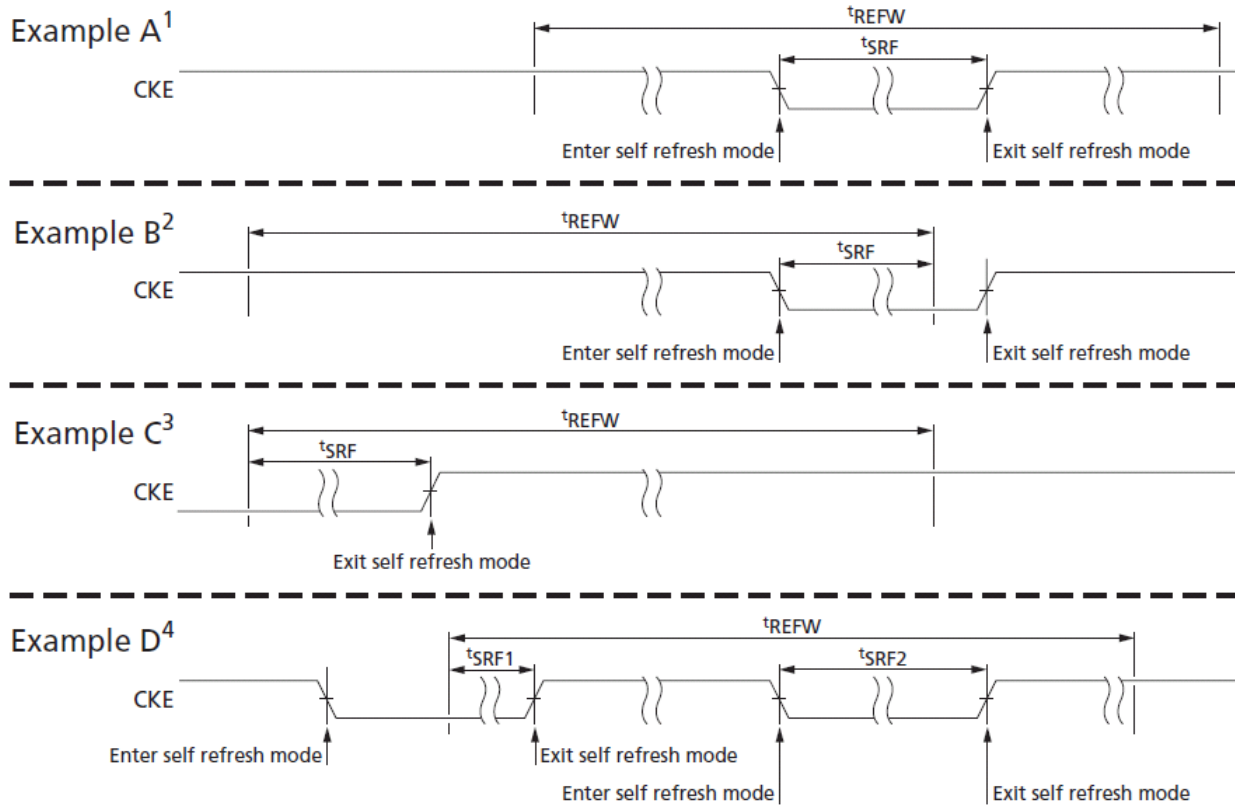 Example A¹
tREFW
tSRF
CKE
Enter self refresh mode
Exit self refresh mode
Example B²
tREFW
tSRF
CKE
Enter self refresh mode
Exit self refresh mode
Example C³
tREFW
tSRF
CKE
Exit self refresh mode
Example D⁴
tREFW
tSRF1
tSRF2
CKE
Enter self refresh mode
Exit self refresh mode
Enter self refresh mode
Exit self refresh mode